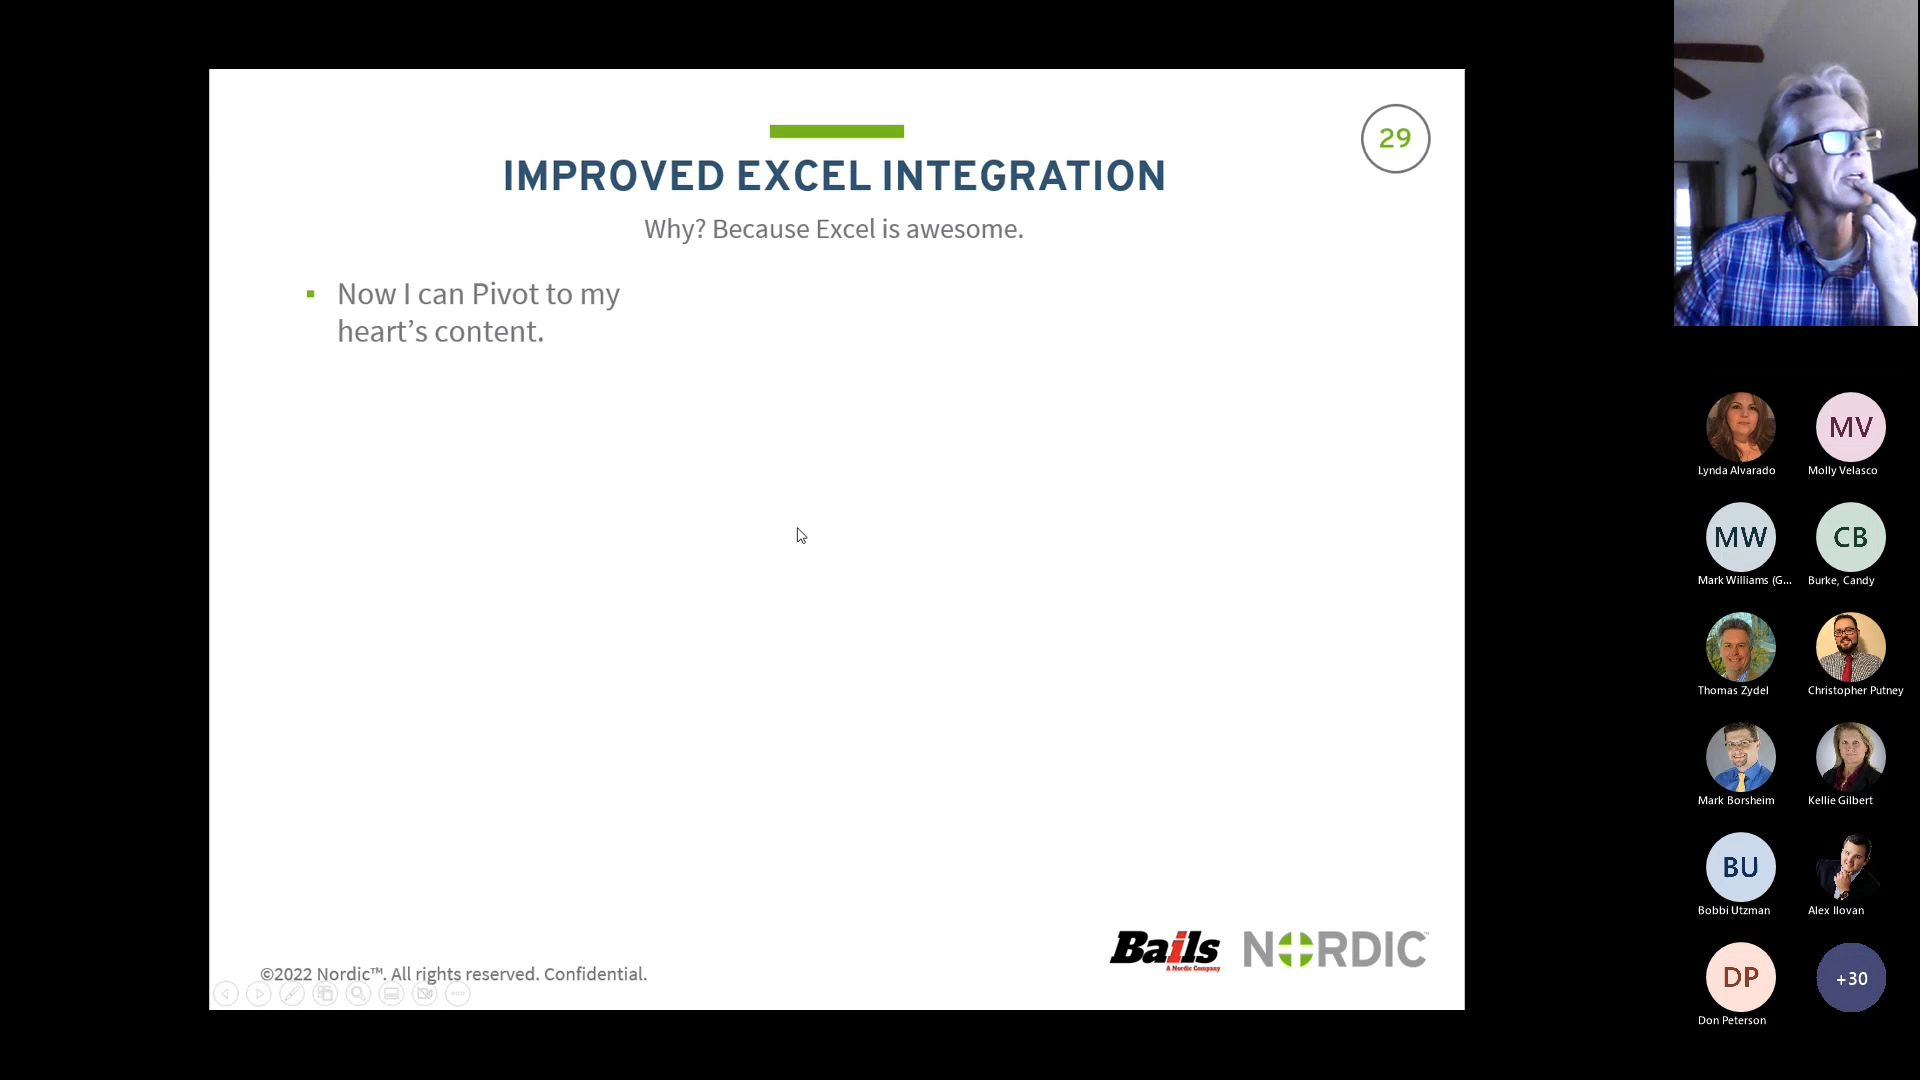 29
IMPROVED EXCEL INTEGRATION
Why? Because Excel is awesome.
Now I can Pivot to my
heart’s content.
©2022 Nordic™. All rights reserved. Confidential.
Bails
A Nordic Company
NORDIC™
MV
Lynda Alvarado
Molly Velasco
MW
CB
Mark Williams (G...
Burke, Candy
Thomas Zydel
Christopher Putney
Mark Borsheim
Kellie Gilbert
BU
Bobbi Utzman
Alex Ilovan
DP
+30
Don Peterson